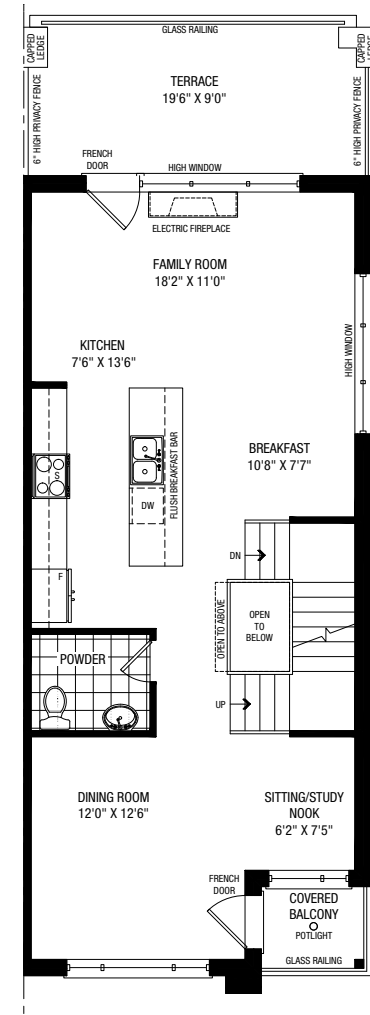 GLASS RAILING
CAPPED
LEDGE
CAPPED
LEDGE
TERRACE
19'6" X 9'0"
6" HIGH PRIVACY FENCE
6" HIGH PRIVACY FENCE
FRENCH
DOOR
HIGH WINDOW
ELECTRIC FIREPLACE
FAMILY ROOM
18'2" X 11'0"
KITCHEN
7'6" X 13'6"
HIGH WINDOW
BREAKFAST
10'8" X 7'7"
S
FLUSH BREAKFAST BAR
DW
DN
F
OPEN TO ABOVE
OPEN
TO
BELOW
POWDER
UP
DINING ROOM
12'0" X 12'6"
SITTING/STUDY
NOOK
6'2" X 7'5"
FRENCH
DOOR
COVERED
BALCONY
POTLIGHT
GLASS RAILING